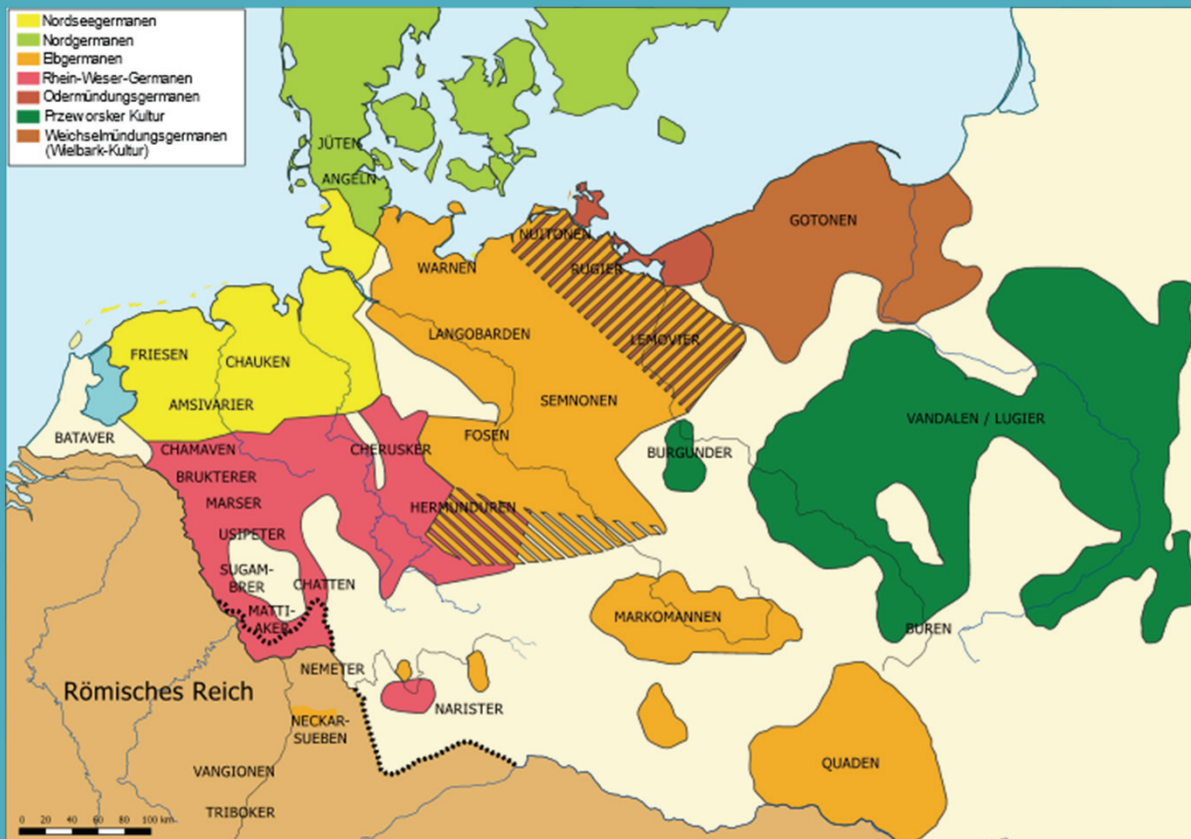 Nordseegermanen
Nordgermanen
Elbgermanen
Rhein-Weser-Germanen
Odermündungsgermanen
Przeworsker Kultur
Weichselmündungsgermanen
(Wielbark-Kultur)
JÜTEN
ANGELN
GOTONEN
NUITONEN
WARNEN
RUGIER
LANGOBARDEN
LEMOVIER
FRIESEN
CHAUKEN
AMSIVARIER
SEMNONEN
VANDALEN / LUGIER
BATAVER
FOSEN
CHAMAVEN
CHERUSKER
BURGUNDER
BRUKTERER
MARSER
HERMUNDUREN
USIPETER
SUGAM-
BRER
CHATTEN
MATTI-
AKER
MARKOMANNEN
BUREN
NEMETER
Römisches Reich
NARISTER
NECKAR-
SUEBEN
VANGIONEN
QUADEN
TRIBOKER
0 20 40 60 80 100 km